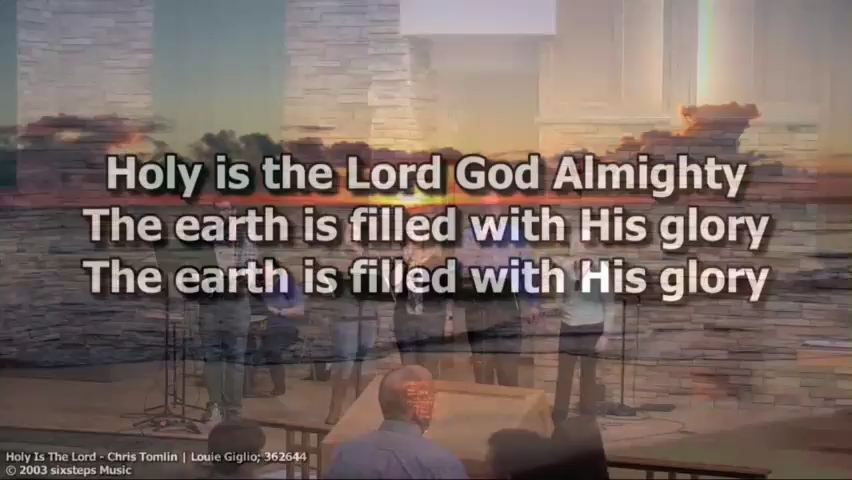 Holy is the Lord God Almighty
The earth is filled with His glory
The earth is filled with His glory
Holy Is The Lord - Chris Tomlin | Louie Giglio; 362644
© 2003 sixsteps Music